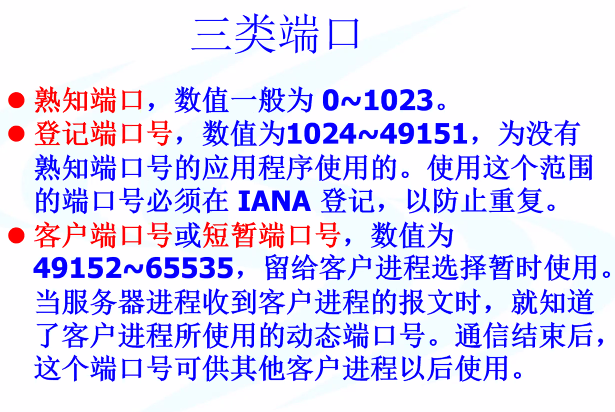 三类端口
● 熟知端口，数值一般为 0~1023。
● 登记端口号，数值为1024~49151，为没有
熟知端口号的应用程序使用的。使用这个范围
的端口号必须在 IANA 登记，以防止重复。
● 客户端口号或短暂端口号，数值为
49152~65535，留给客户进程选择暂时使用。
当服务器进程收到客户进程的报文时，就知道
了客户进程所使用的动态端口号。通信结束后，
这个端口号可供其他客户进程以后使用。